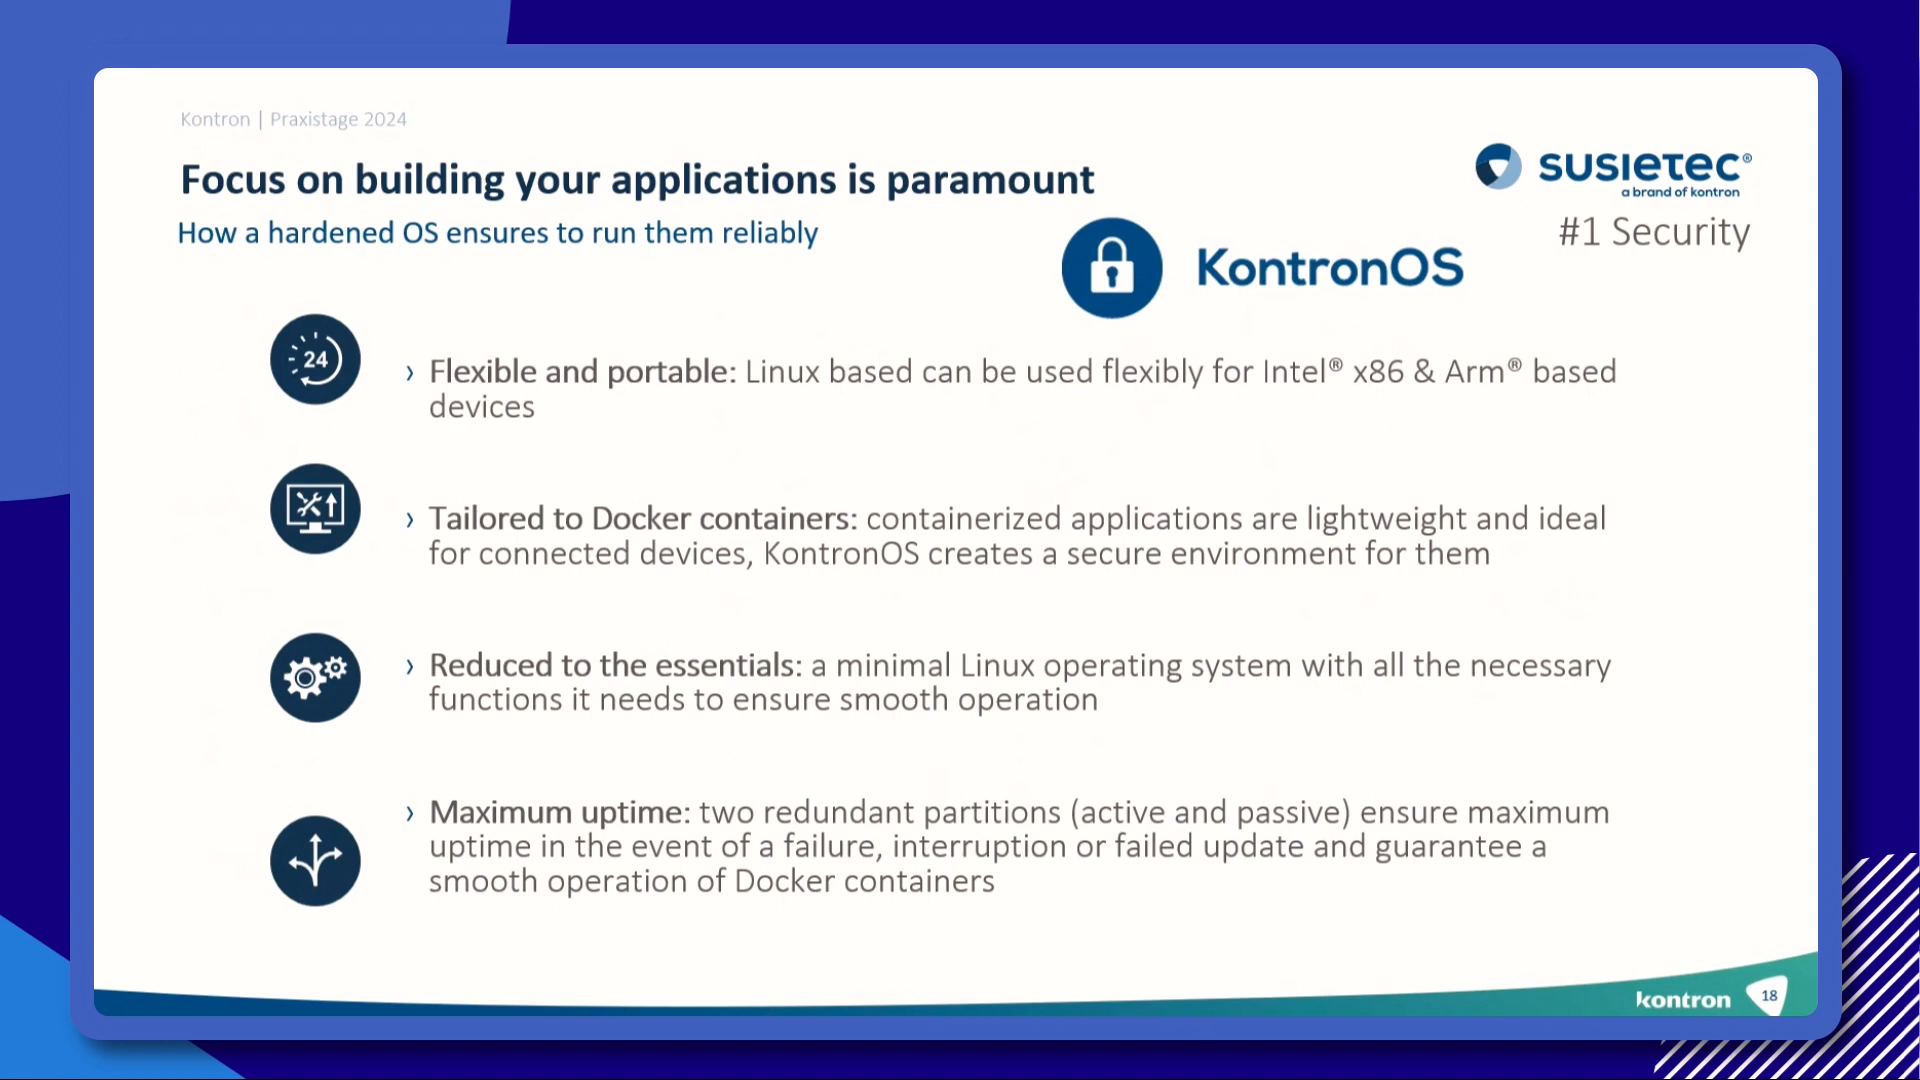 Kontron | Praxistage 2024
Focus on building your applications is paramount
How a hardened OS ensures to run them reliably
SUSIETEC®
a brand of kontron
#1 Security
KontronOS
24
› Flexible and portable: Linux based can be used flexibly for Intel® x86 & Arm® based
devices
› Tailored to Docker containers: containerized applications are lightweight and ideal
for connected devices, KontronOS creates a secure environment for them
› Reduced to the essentials: a minimal Linux operating system with all the necessary
functions it needs to ensure smooth operation
› Maximum uptime: two redundant partitions (active and passive) ensure maximum
uptime in the event of a failure, interruption or failed update and guarantee a
smooth operation of Docker containers
kontron
18